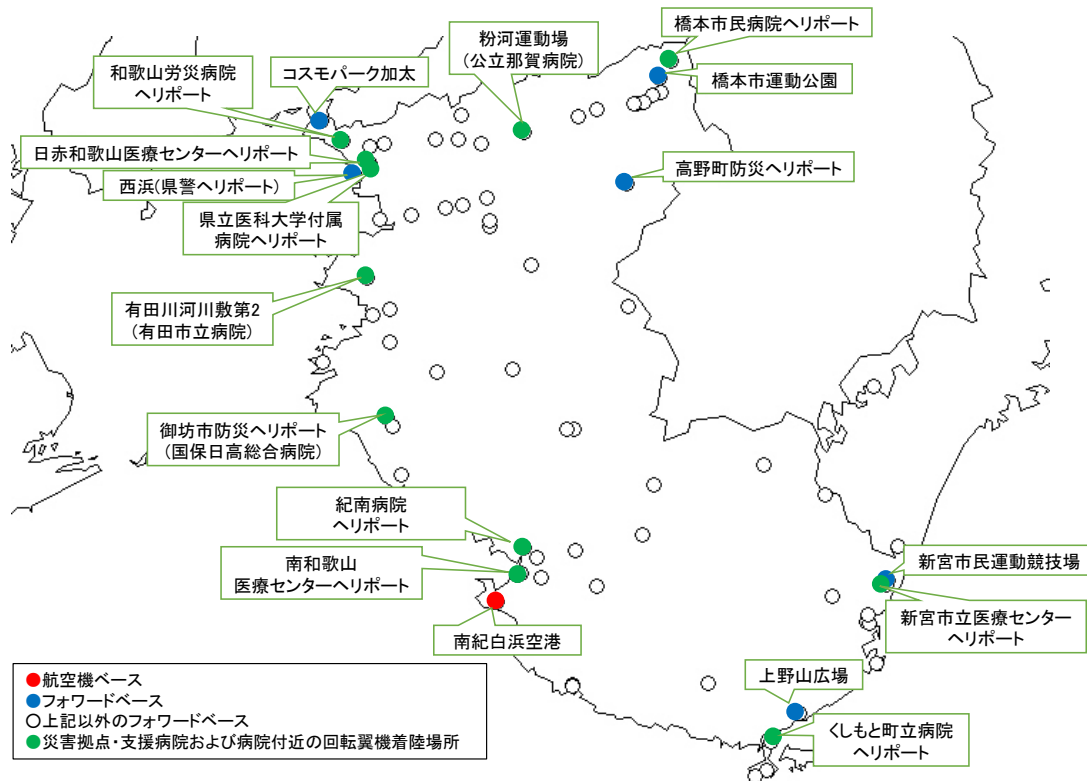 橋本市民病院ヘリポート
粉河運動場
(公立那賀病院)
和歌山労災病院
ヘリポート
コスモパーク加太
橋本市運動公園
日赤和歌山医療センターヘリポート
高野町防災ヘリポート
西浜(県警ヘリポート)
県立医科大学付属
病院ヘリポート
有田川河川敷第2
(有田市立病院)
御坊市防災ヘリポート
(国保日高総合病院)
紀南病院
ヘリポート
南和歌山
医療センターヘリポート
新宮市民運動競技場
新宮市立医療センター
ヘリポート
南紀白浜空港
上野山広場
くしもと町立病院
ヘリポート
航空機ベース
フォワードベース
上記以外のフォワードベース
災害拠点・支援病院および病院付近の回転翼機着陸場所